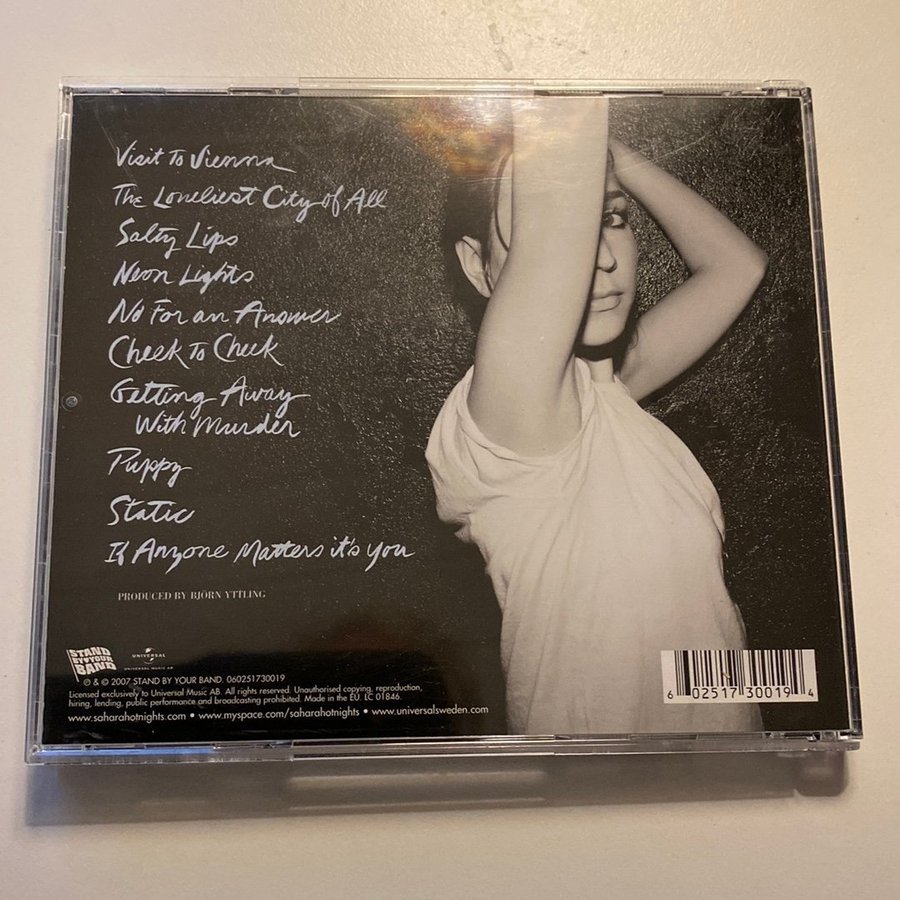 Visit To Vienna
The Loneliest City of All
Salty Lips
Neon Lights
No For an Answer
Cheek To Cheek
Getting Away
With Murder
Puppy
Static
If Anyone Matters it's you
PRODUCED BY BJÖRN YTTLING
STAND
BY YOUR
BAND
UNIVERSAL
UNIVERSAL MUSIC AB
℗ & © 2007 STAND BY YOUR BAND. 060251730019
Licensed exclusively to Universal Music AB. All rights reserved. Unauthorised copying, reproduction,
hiring, lending, public performance and broadcasting prohibited. Made in the EU. LC 01846.
www.saharahotnights.com • www.myspace.com/saharahotnights • www.universalsweden.com
6 02517 30019 4